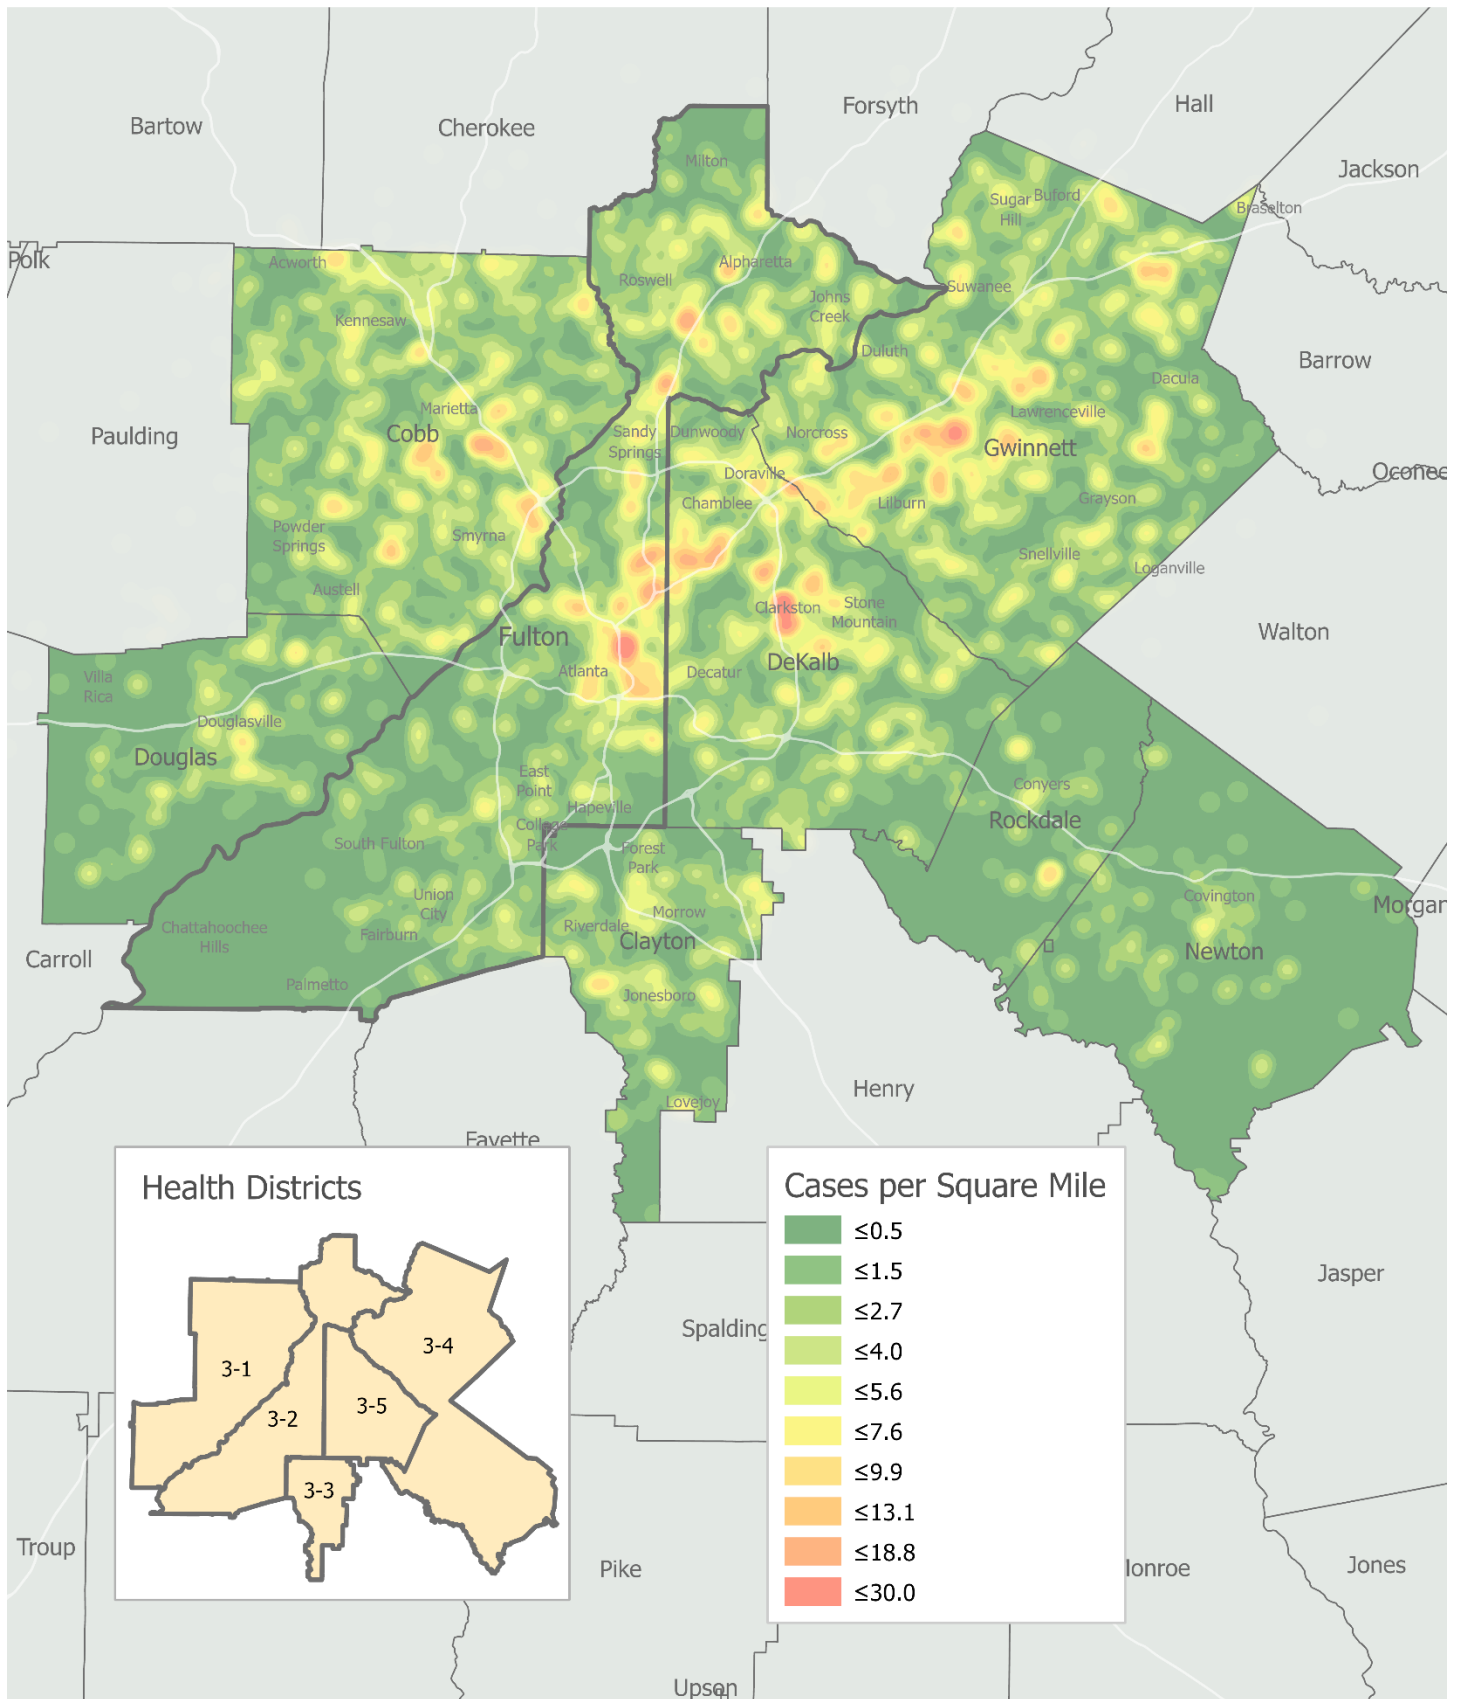 Forsyth
Hall
Bartow
Cherokee
Milton
Jackson
Sugar
Hill
Buford
Braselton
Polk
Acworth
Roswell
Alpharetta
Johns
Creek
Suwanee
Kennesaw
Duluth
Barrow
Dacula
Paulding
Marietta
Cobb
Sandy
Springs
Dunwoody
Norcross
Lawrenceville
Gwinnett
Doraville
Oconee
Chamblee
Lilburn
Grayson
Powder
Springs
Smyrna
Snellville
Loganville
Austell
Clarkston
Stone
Mountain
Fulton
Walton
Villa
Rica
Atlanta
Decatur
DeKalb
Douglasville
Douglas
East
Point
Conyers
Hapeville
Rockdale
College
Park
South Fulton
Forest
Park
Union
City
Covington
Morgan
Chattahoochee
Hills
Fairburn
Riverdale
Morrow
Clayton
Newton
Carroll
Palmetto
Jonesboro
Henry
Lovejoy
Fayette
Health Districts
3-1
3-2
3-3
3-4
3-5
Cases per Square Mile
≤0.5
≤1.5
≤2.7
≤4.0
≤5.6
≤7.6
≤9.9
≤13.1
≤18.8
≤30.0
Spalding
Jasper
Troup
Pike
onroe
Jones
Upson